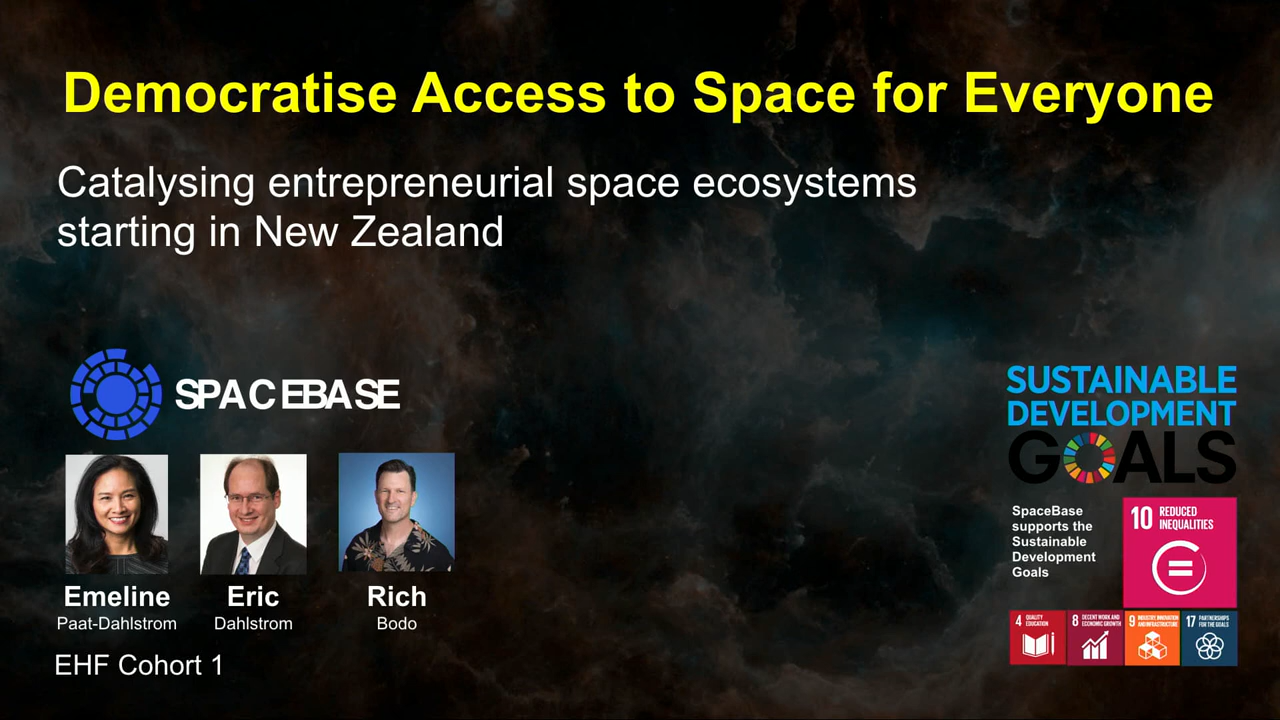 Democratise Access to Space for Everyone
Catalysing entrepreneurial space ecosystems
starting in New Zealand
SPACEBASE
Emeline
Paat-Dahlstrom
Eric
Dahlstrom
Rich
Bodo
EHF Cohort 1
SUSTAINABLE
DEVELOPMENT
GOALS
SpaceBase
supports the
Sustainable
Development
Goals
10 REDUCED
INEQUALITIES
4 QUALITY
EDUCATION
8 DECENT WORK AND
ECONOMIC GROWTH
9 INDUSTRY, INNOVATION
AND INFRASTRUCTURE
17 PARTNERSHIPS
FOR THE GOALS